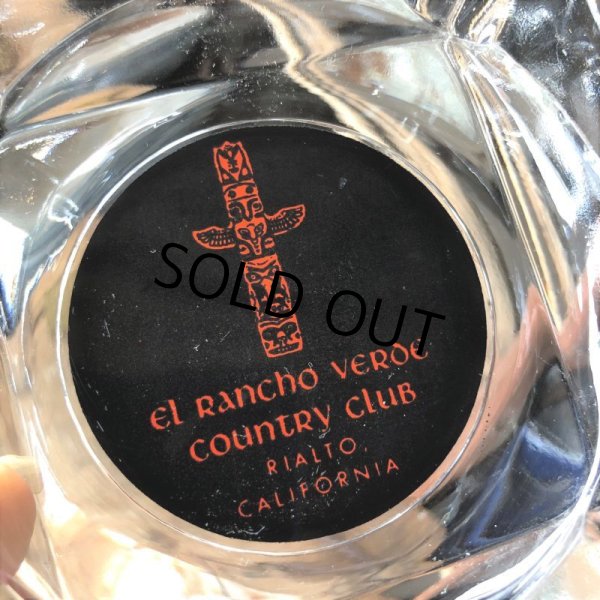 SOLD OUT
el Rancho Verde
Country Club
RIALTO,
CALIFORNIA